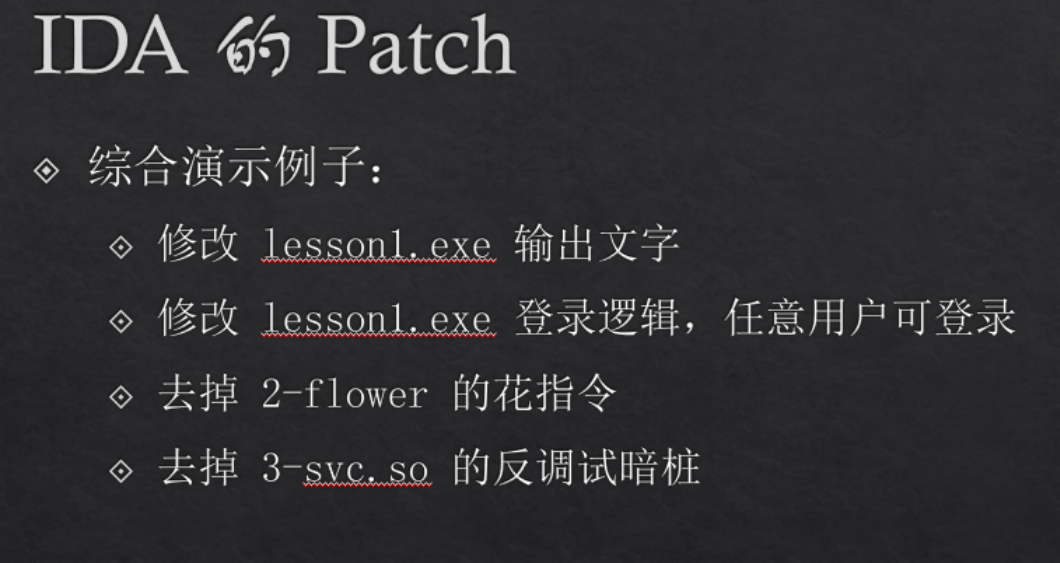 IDA 的 Patch
综合演示例子：
修改 lesson1.exe 输出文字
修改 lesson1.exe 登录逻辑，任意用户可登录
去掉 2-flower 的花指令
去掉 3-svc.so 的反调试暗桩